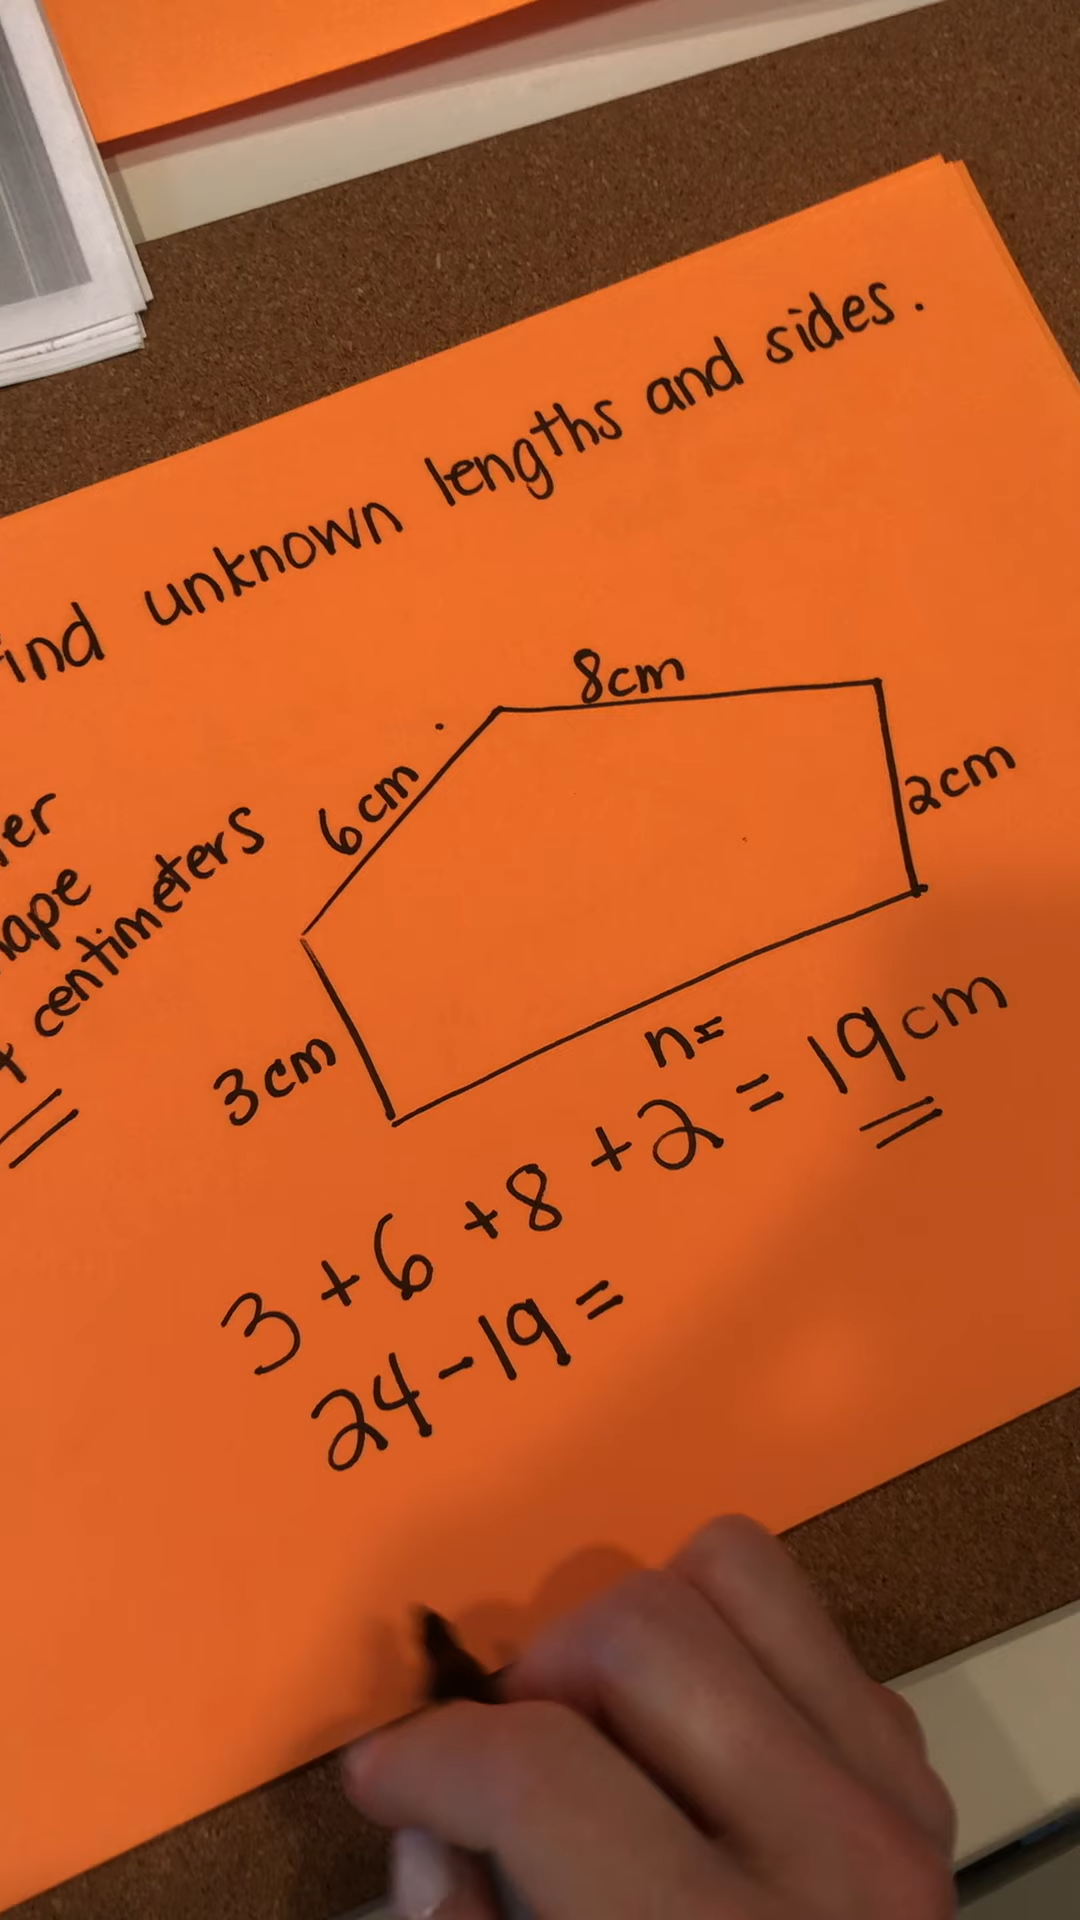 ind unknown lengths and sides.
8cm
6cm
2cm
er
ape
4 centimeters
3cm
n=
3+6+8+2=19cm
24-19=